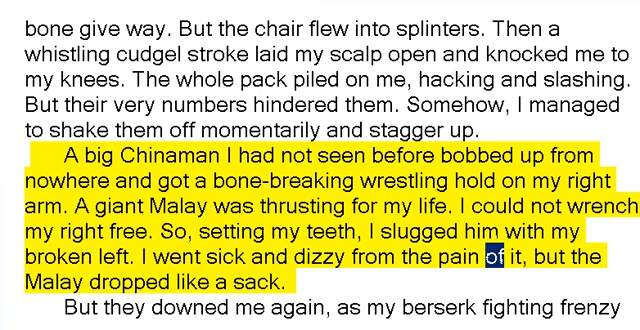 bone give way. But the chair flew into splinters. Then a
whistling cudgel stroke laid my scalp open and knocked me to
my knees. The whole pack piled on me, hacking and slashing.
But their very numbers hindered them. Somehow, I managed
to shake them off momentarily and stagger up.
A big Chinaman I had not seen before bobbed up from
nowhere and got a bone-breaking wrestling hold on my right
arm. A giant Malay was thrusting for my life. I could not wrench
my right free. So, setting my teeth, I slugged him with my
broken left. I went sick and dizzy from the pain of it, but the
Malay dropped like a sack.
But they downed me again, as my berserk fighting frenzy